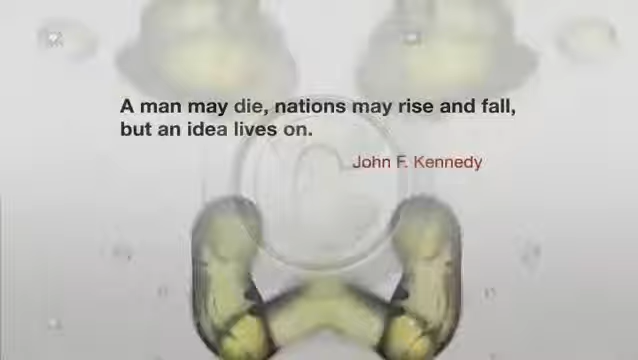 A man may die, nations may rise and fall,
but an idea lives on.
John F. Kennedy